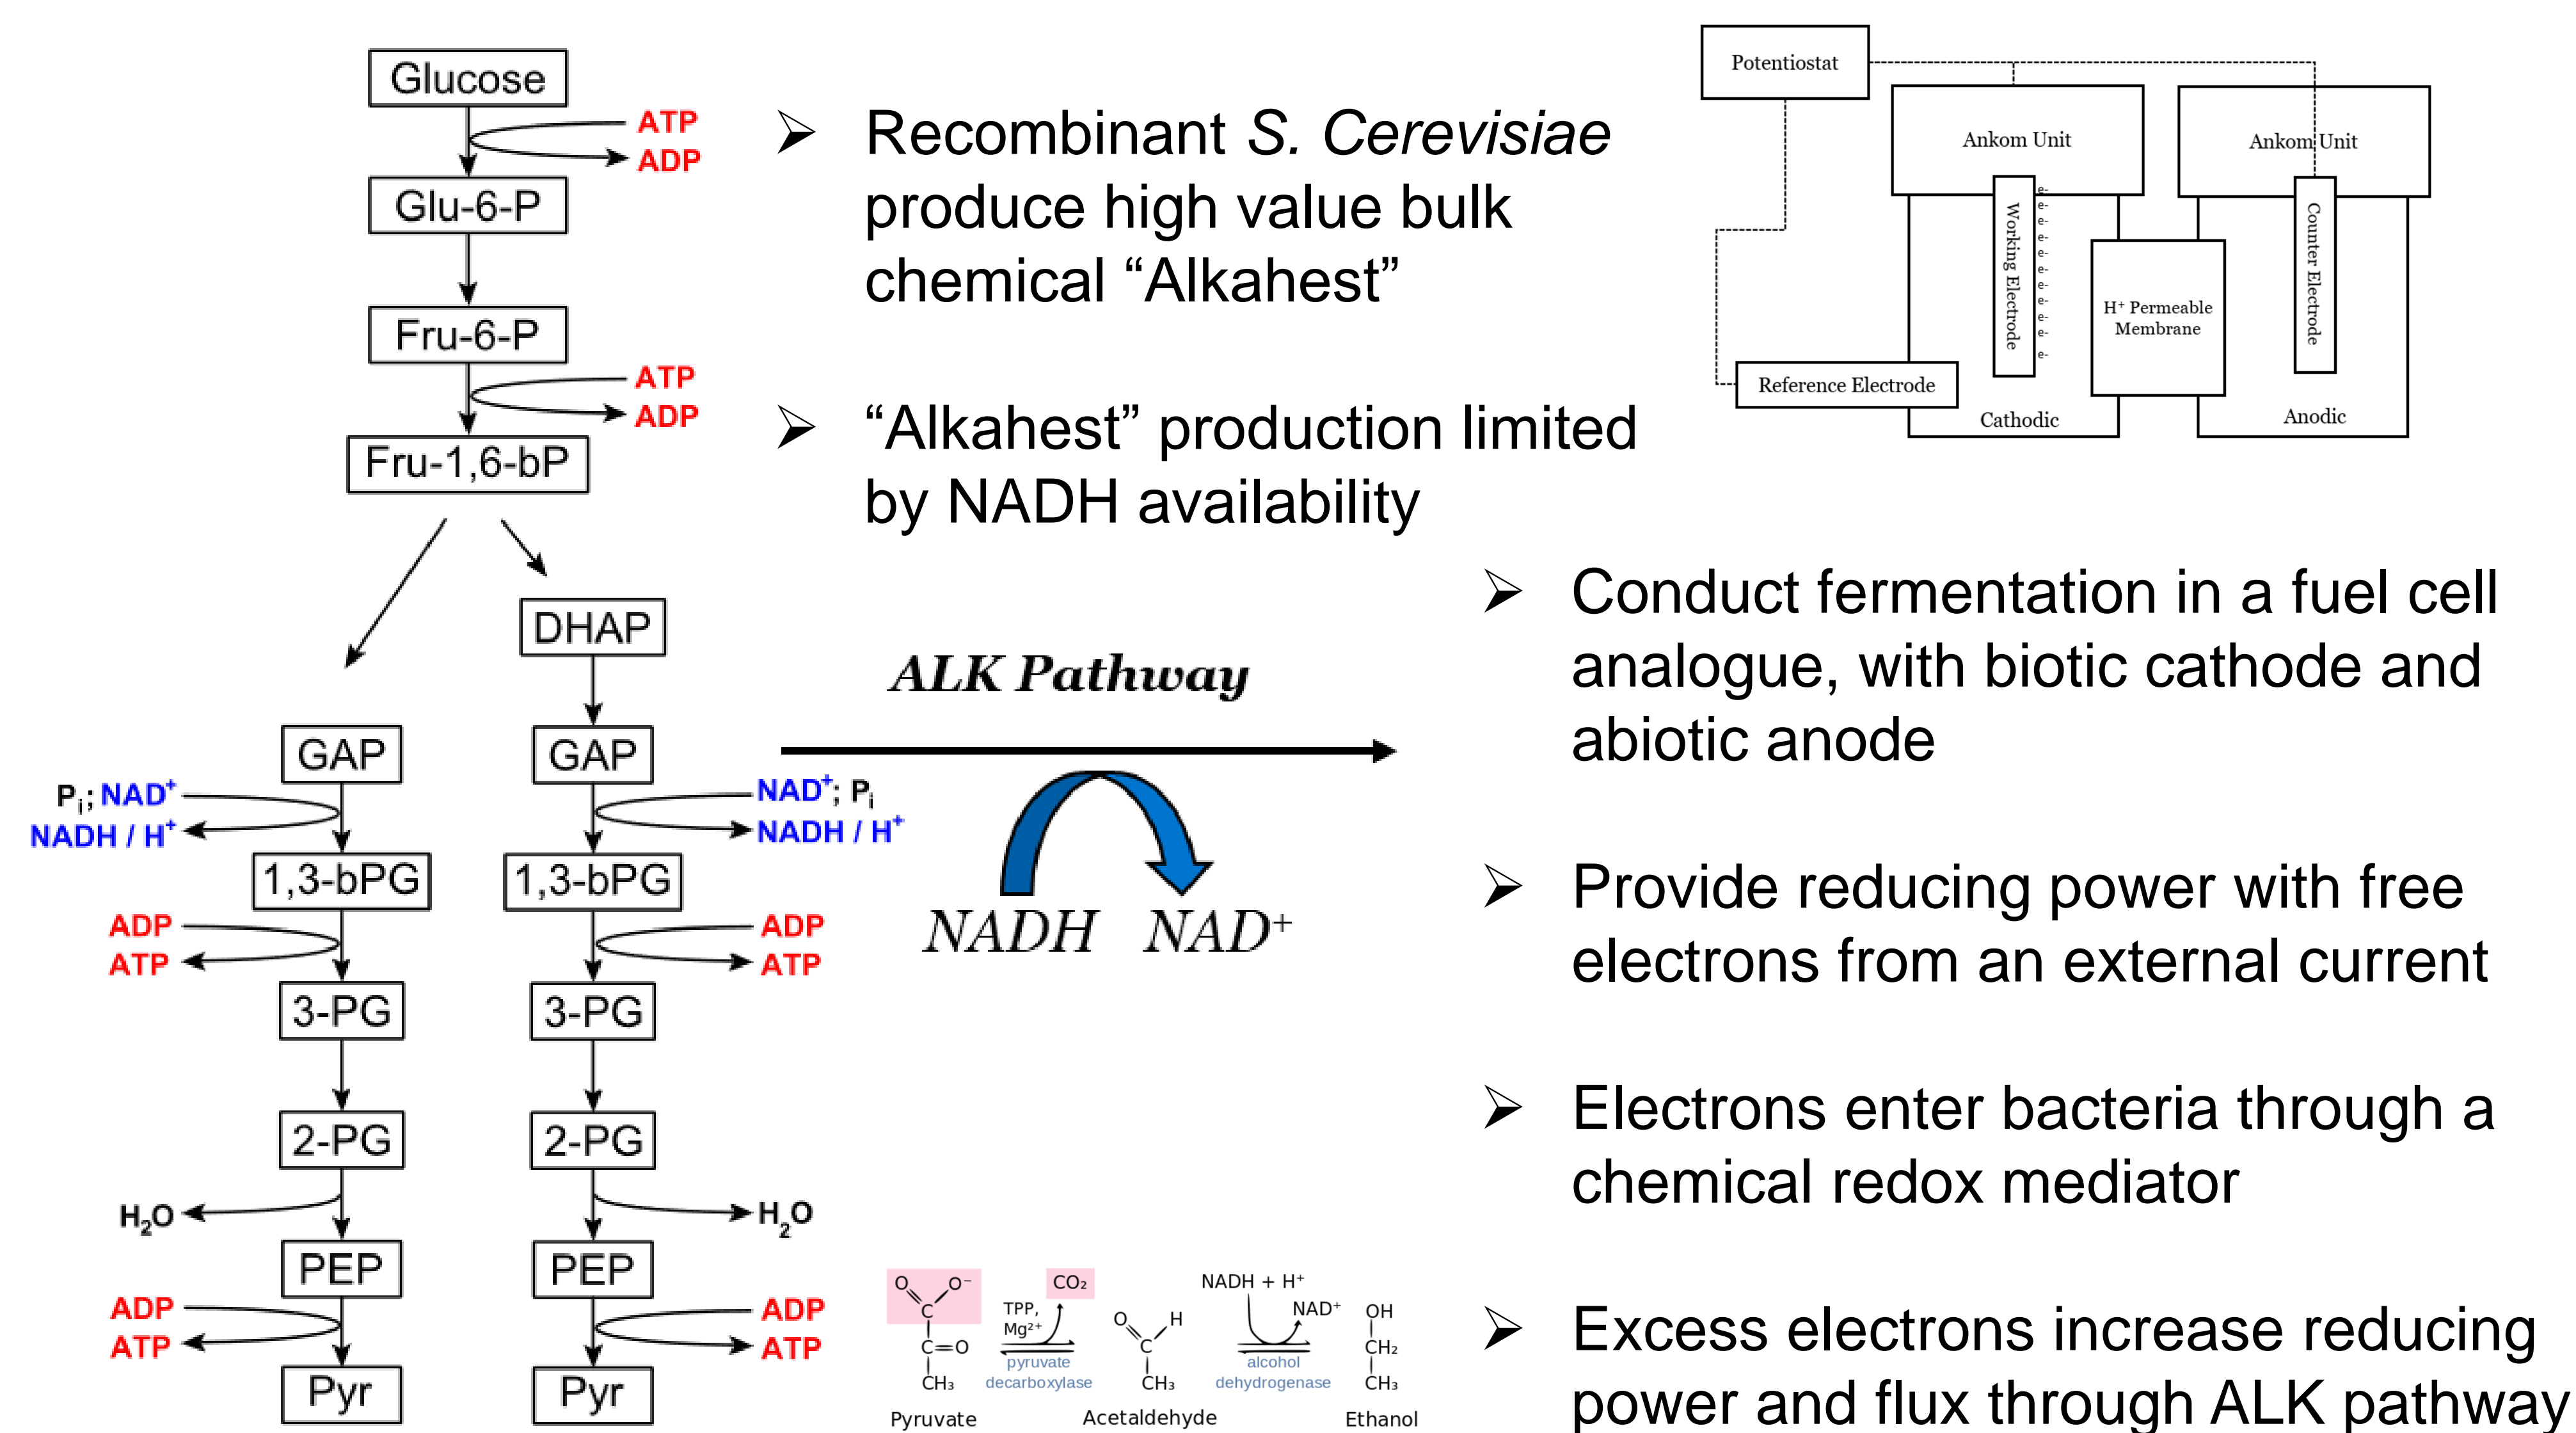 Glucose
ATP
ADP
Glu-6-P
Fru-6-P
ATP
ADP
Fru-1,6-bP
DHAP
GAP
GAP
Pi; NAD+
NADH / H+
NAD+; Pi
NADH / H+
1,3-bPG
1,3-bPG
ADP
ATP
ADP
ATP
3-PG
3-PG
2-PG
2-PG
H2O
H2O
PEP
PEP
ADP
ATP
ADP
ATP
Pyr
Pyr
➢ Recombinant S. Cerevisiae
produce high value bulk
chemical “Alkahest”
➢ “Alkahest” production limited
by NADH availability
ALK Pathway
NADH NAD+
O O⁻
C
C=O
CH₃
Pyruvate
TPP,
Mg²⁺
CO₂
pyruvate
decarboxylase
O H
C
CH₃
Acetaldehyde
NADH + H⁺
NAD⁺
alcohol
dehydrogenase
OH
CH₂
CH₃
Ethanol
Potentiostat
Ankom Unit
Ankom Unit
Working Electrode
e-
e-
e-
e-
e-
e-
e-
e-
e-
e-
e-
Counter Electrode
H⁺ Permeable
Membrane
Reference Electrode
Cathodic
Anodic
➢ Conduct fermentation in a fuel cell
analogue, with biotic cathode and
abiotic anode
➢ Provide reducing power with free
electrons from an external current
➢ Electrons enter bacteria through a
chemical redox mediator
➢ Excess electrons increase reducing
power and flux through ALK pathway